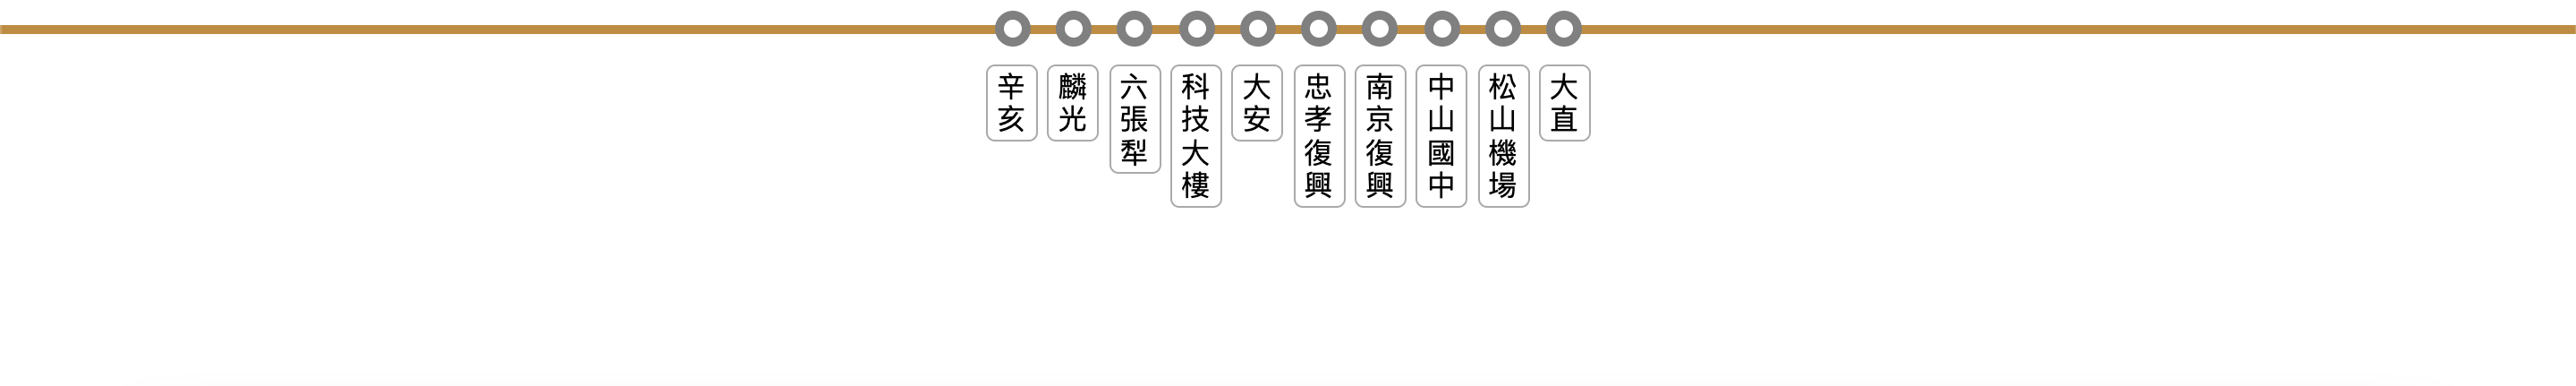 辛亥
麟光
六張犁
科技大樓
大安
忠孝復興
南京復興
中山國中
松山機場
大直